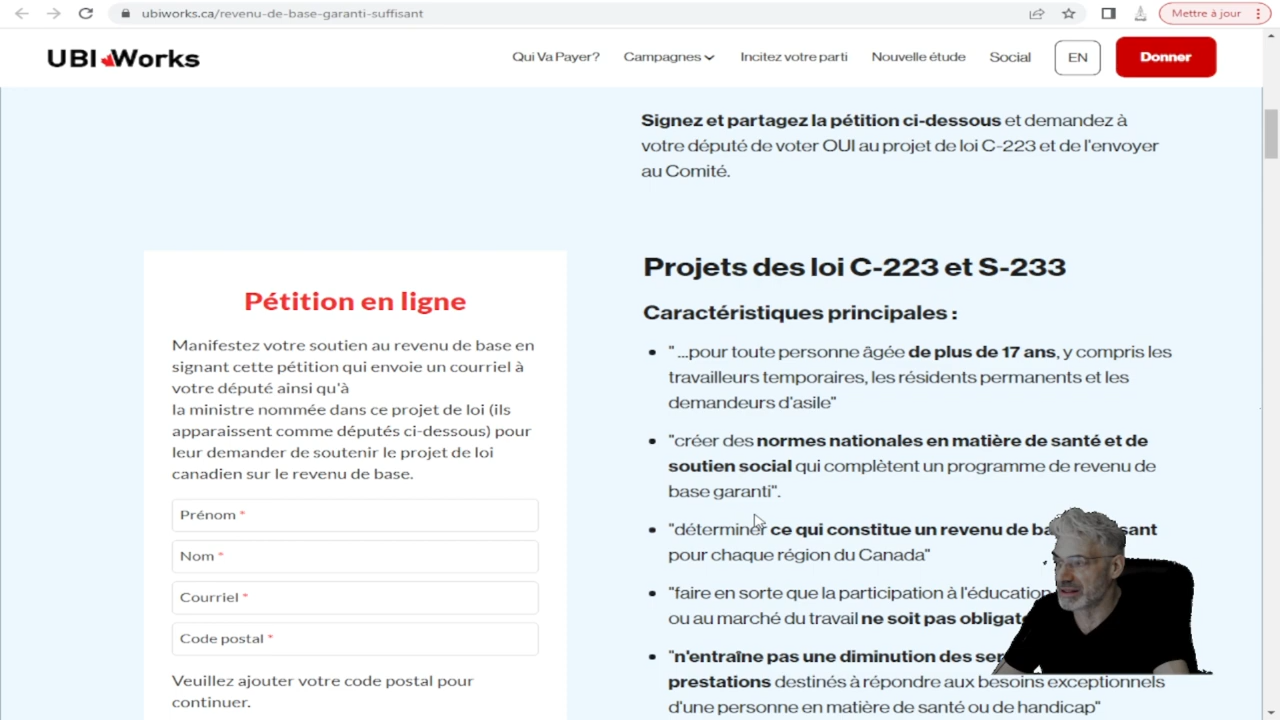 ubiworks.ca/revenu-de-base-garanti-suffisant
Mettre à jour
UBI Works
Qui Va Payer?
Campagnes
Incitez votre parti
Nouvelle étude
Social
EN
Donner
Signez et partagez la pétition ci-dessous et demandez à
votre député de voter OUI au projet de loi C-223 et de l'envoyer
au Comité.
Pétition en ligne
Manifestez votre soutien au revenu de base en
signant cette pétition qui envoie un courriel à
votre député ainsi qu'à
la ministre nommée dans ce projet de loi (ils
apparaissent comme députés ci-dessous) pour
leur demander de soutenir le projet de loi
canadien sur le revenu de base.
Prénom *
Nom *
Courriel *
Code postal *
Veuillez ajouter votre code postal pour
continuer.
Projets des loi C-223 et S-233
Caractéristiques principales :
" ...pour toute personne âgée de plus de 17 ans, y compris les
travailleurs temporaires, les résidents permanents et les
demandeurs d'asile"
"créer des normes nationales en matière de santé et de
soutien social qui complètent un programme de revenu de
base garanti".
"déterminer ce qui constitue un revenu de
pour chaque région du Canada"
"faire en sorte que la participation à l'éducation
ou au marché du travail ne soit pas
"n'entraîne pas une diminution des
prestations destinés à répondre aux besoins exceptionnels
d'une personne en matière de santé ou de handicap"